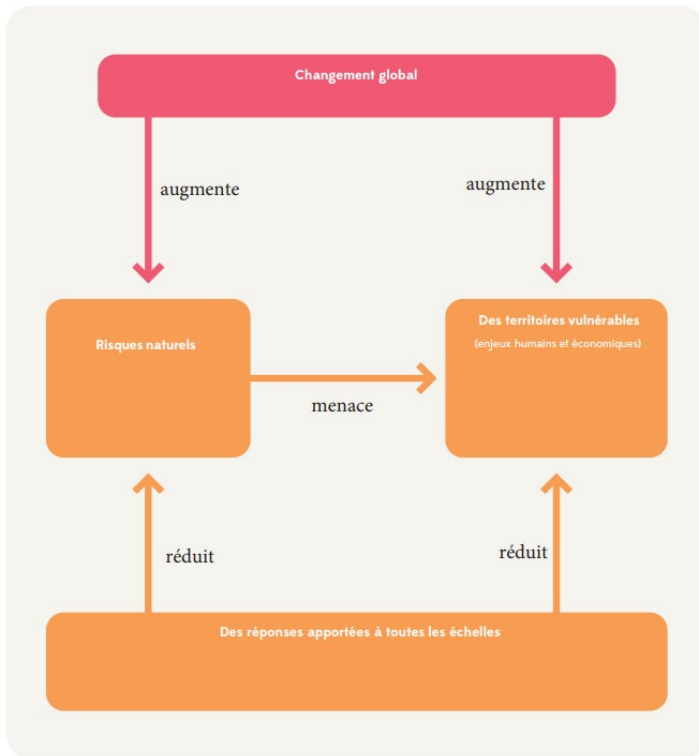 Changement global
augmente
augmente
Risques naturels
Des territoires vulnérables
(enjeux humains et économiques)
menace
réduit
réduit
Des réponses apportées à toutes les échelles